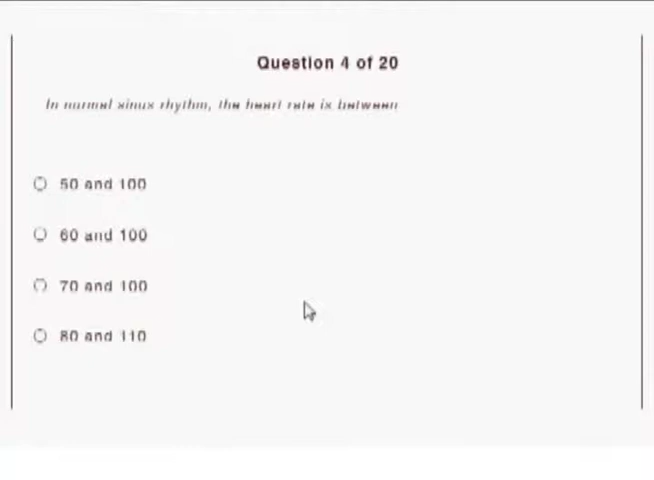 Question 4 of 20
In normal sinus rhythm, the heart rate is between
50 and 100
60 and 100
70 and 100
80 and 110